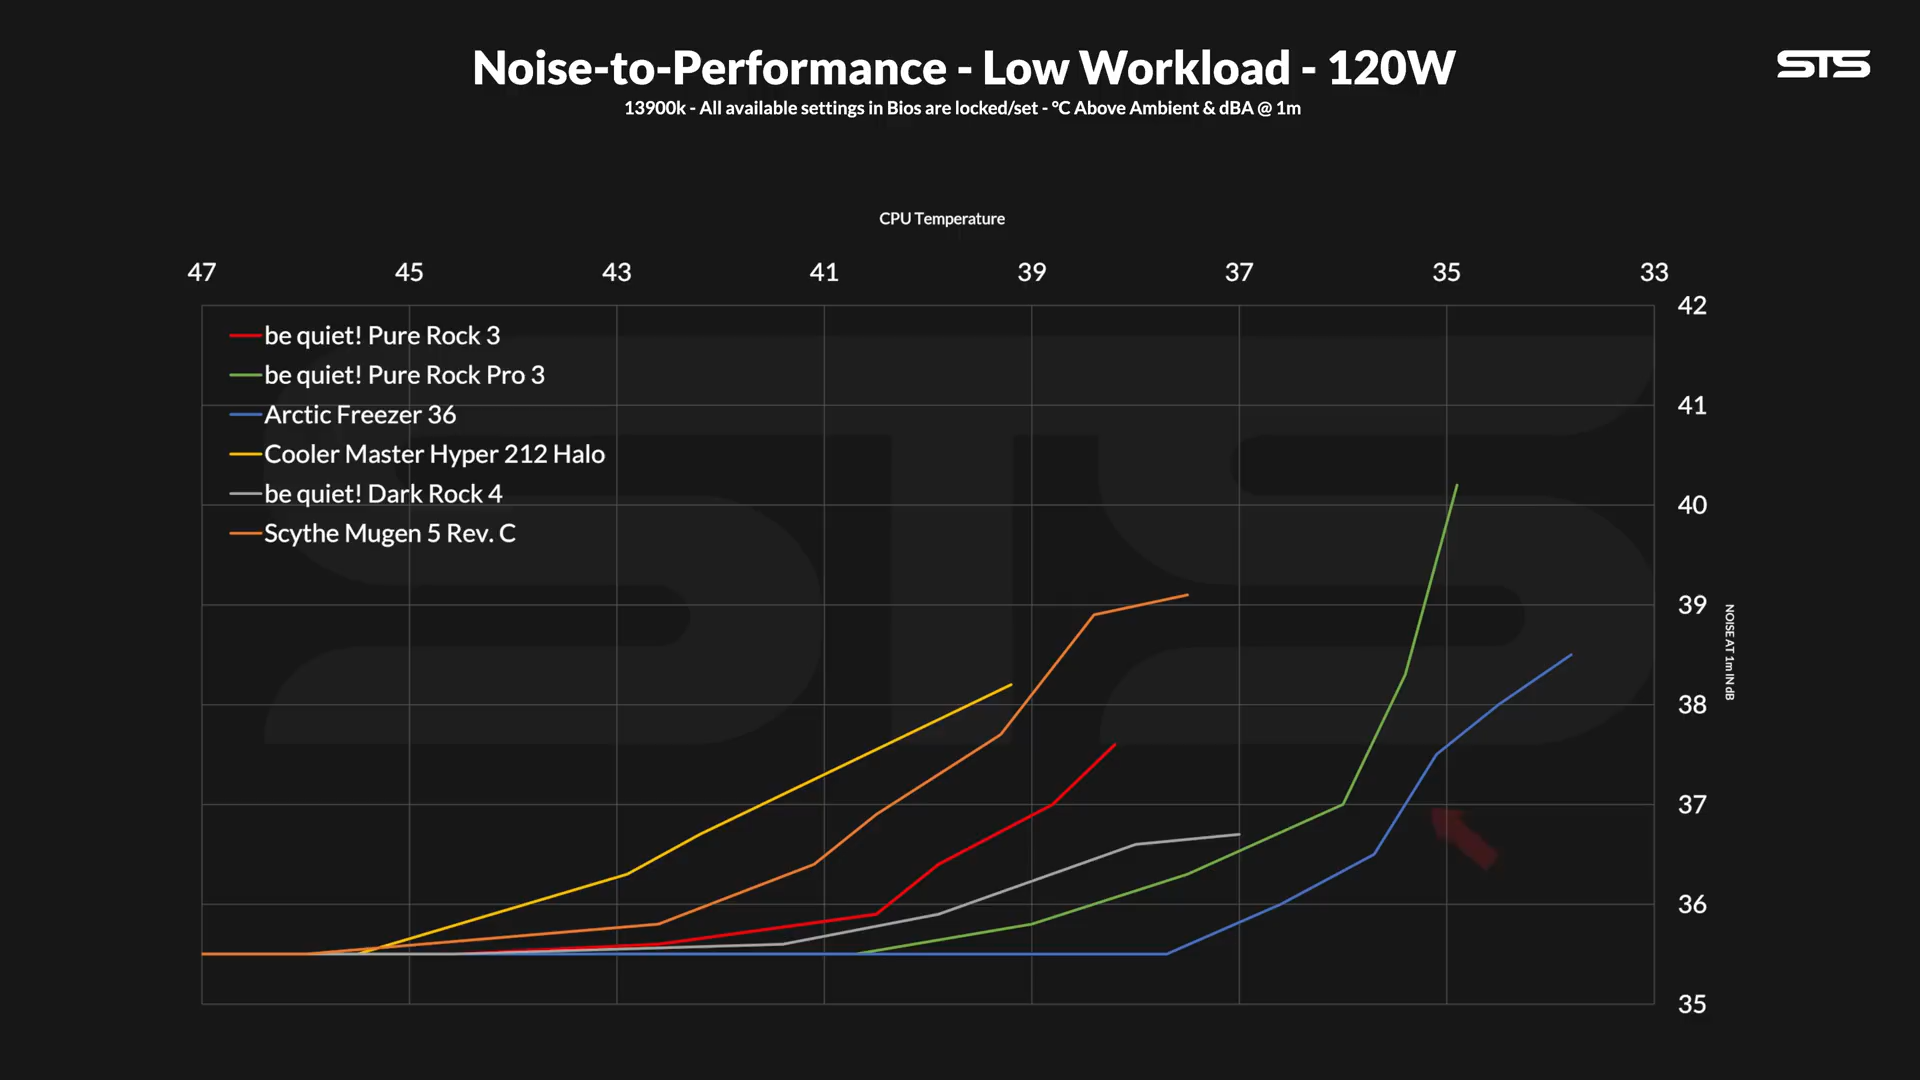 Noise-to-Performance - Low Workload - 120W
STS
13900k - All available settings in Bios are locked/set - °C Above Ambient & dBA @ 1m
CPU Temperature
47 45 43 41 39 37 35 33
42
be quiet! Pure Rock 3
be quiet! Pure Rock Pro 3
41
Arctic Freezer 36
Cooler Master Hyper 212 Halo
be quiet! Dark Rock 4
40
Scythe Mugen 5 Rev. C
STS
39
NOISE AT 1m IN dB
38
37
36
35